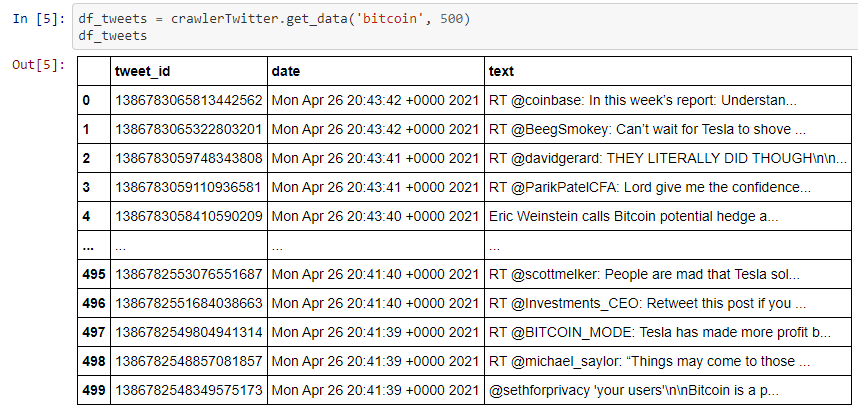 In [5]: df_tweets = crawlerTwitter.get_data('bitcoin', 500)
df_tweets
Out[5]:
tweet_id date text
0 1386783065813442562 Mon Apr 26 20:43:42 +0000 2021 RT @coinbase: In this week’s report: Understan...
1 1386783065322803201 Mon Apr 26 20:43:42 +0000 2021 RT @BeegSmokey: Can’t wait for Tesla to shove ...
2 1386783059748343808 Mon Apr 26 20:43:41 +0000 2021 RT @davidgerard: THEY LITERALLY DID THOUGH\n\n...
3 1386783059110936581 Mon Apr 26 20:43:41 +0000 2021 RT @ParikPatelCFA: Lord give me the confidence...
4 1386783058410590209 Mon Apr 26 20:43:40 +0000 2021 Eric Weinstein calls Bitcoin potential hedge a...
... ... ... ...
495 1386782553076551687 Mon Apr 26 20:41:40 +0000 2021 RT @scottmelker: People are mad that Tesla sol...
496 1386782551684038663 Mon Apr 26 20:41:40 +0000 2021 RT @Investments_CEO: Retweet this post if you ...
497 1386782549804941314 Mon Apr 26 20:41:39 +0000 2021 RT @BITCOIN_MODE: Tesla has made more profit b...
498 1386782548857081857 Mon Apr 26 20:41:39 +0000 2021 RT @michael_saylor: “Things may come to those ...
499 1386782548349575173 Mon Apr 26 20:41:39 +0000 2021 @sethforprivacy 'your users'\n\nBitcoin is a p...